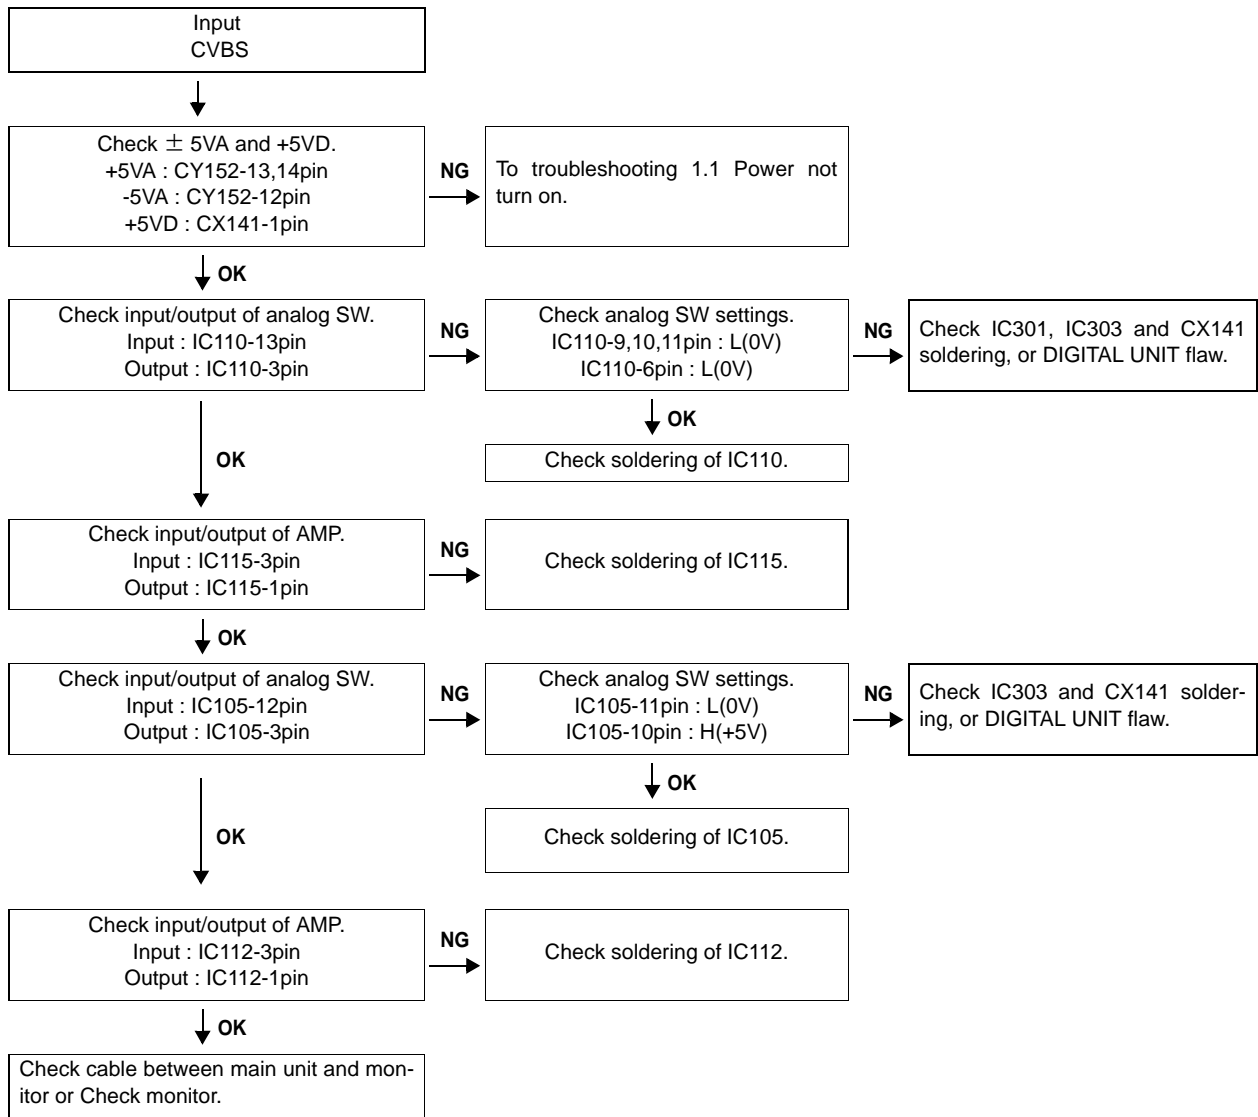 Input
CVBS
Check ± 5VA and +5VD.
+5VA : CY152-13,14pin
-5VA : CY152-12pin
+5VD : CX141-1pin
NG
To troubleshooting 1.1 Power not
turn on.
OK
Check input/output of analog SW.
Input : IC110-13pin
Output : IC110-3pin
NG
Check analog SW settings.
IC110-9,10,11pin : L(0V)
IC110-6pin : L(0V)
NG
Check IC301, IC303 and CX141
soldering, or DIGITAL UNIT flaw.
OK
Check soldering of IC110.
OK
Check input/output of AMP.
Input : IC115-3pin
Output : IC115-1pin
NG
Check soldering of IC115.
OK
Check input/output of analog SW.
Input : IC105-12pin
Output : IC105-3pin
NG
Check analog SW settings.
IC105-11pin : L(0V)
IC105-10pin : H(+5V)
NG
Check IC303 and CX141 solder-
ing, or DIGITAL UNIT flaw.
OK
Check soldering of IC105.
OK
Check input/output of AMP.
Input : IC112-3pin
Output : IC112-1pin
NG
Check soldering of IC112.
OK
Check cable between main unit and mon-
itor or Check monitor.